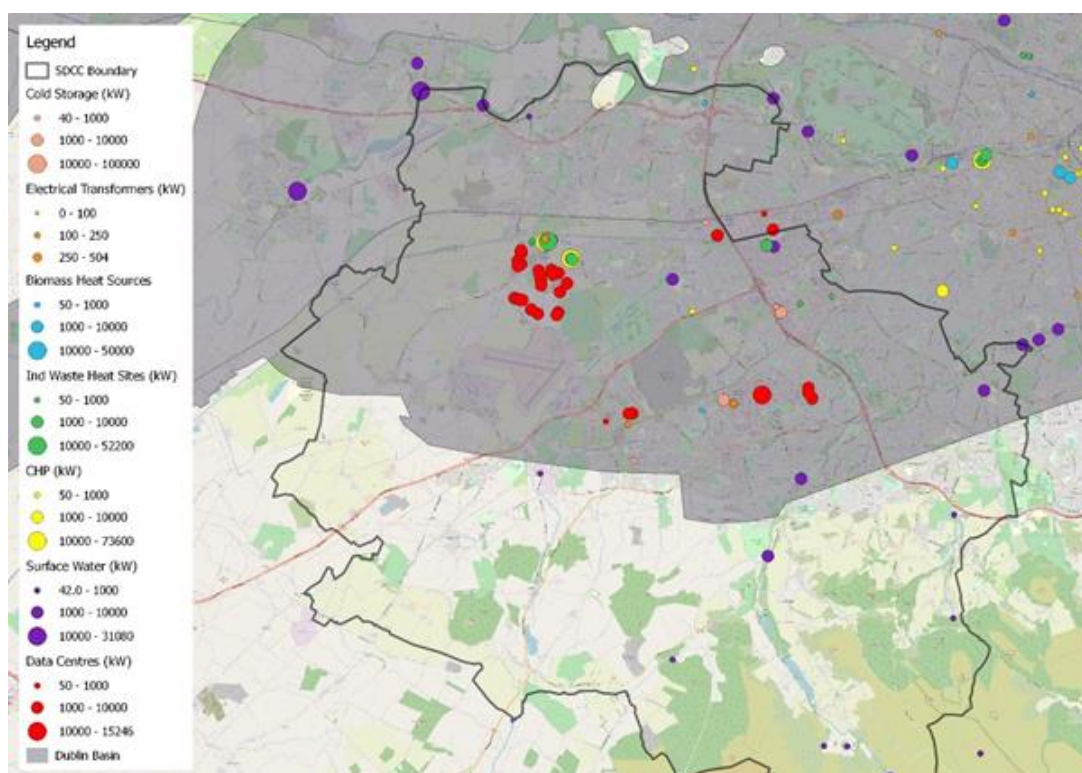 Legend
SDCC Boundary
Cold Storage (kW)
40 - 1000
1000 - 10000
10000 - 100000
Electrical Transformers (kW)
0 - 100
100 - 250
250 - 504
Biomass Heat Sources
50 - 1000
1000 - 10000
10000 - 50000
Ind Waste Heat Sites (kW)
50 - 1000
1000 - 10000
10000 - 52200
CHP (kW)
50 - 1000
1000 - 10000
10000 - 73600
Surface Water (kW)
42.0 - 1000
1000 - 10000
10000 - 31080
Data Centres (kW)
50 - 1000
1000 - 10000
10000 - 15246
Dublin Basin